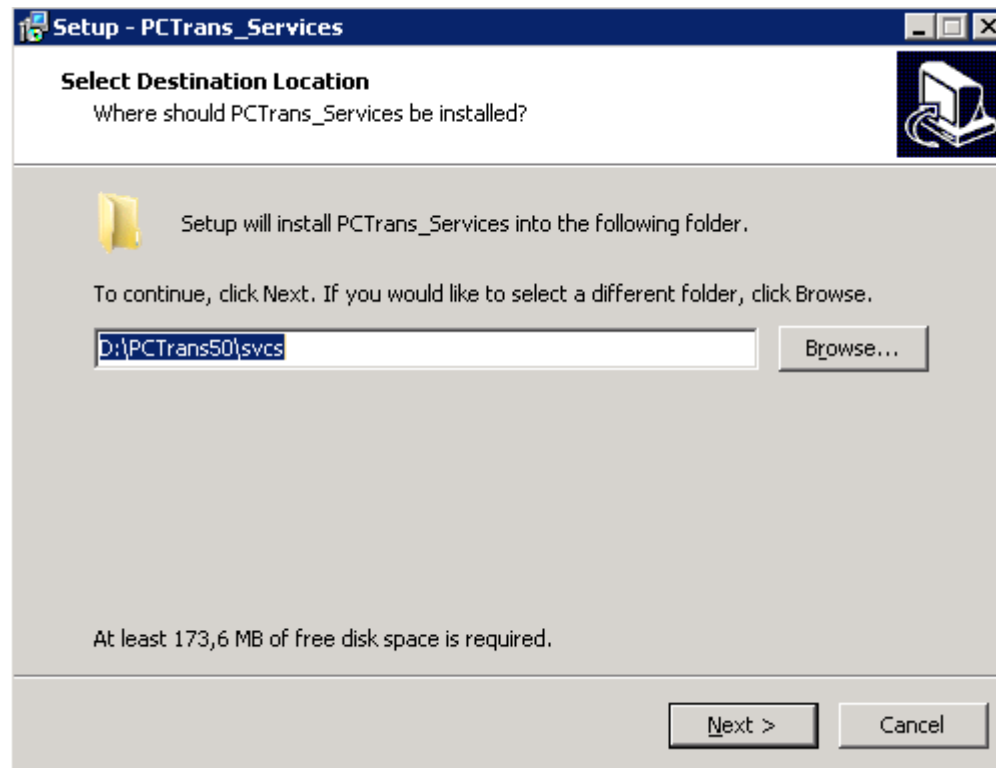 Setup - PCTrans_Services
Select Destination Location
Where should PCTrans_Services be installed?
Setup will install PCTrans_Services into the following folder.
To continue, click Next. If you would like to select a different folder, click Browse.
D:\PCTrans50\svcs
Browse...
At least 173,6 MB of free disk space is required.
Next >
Cancel